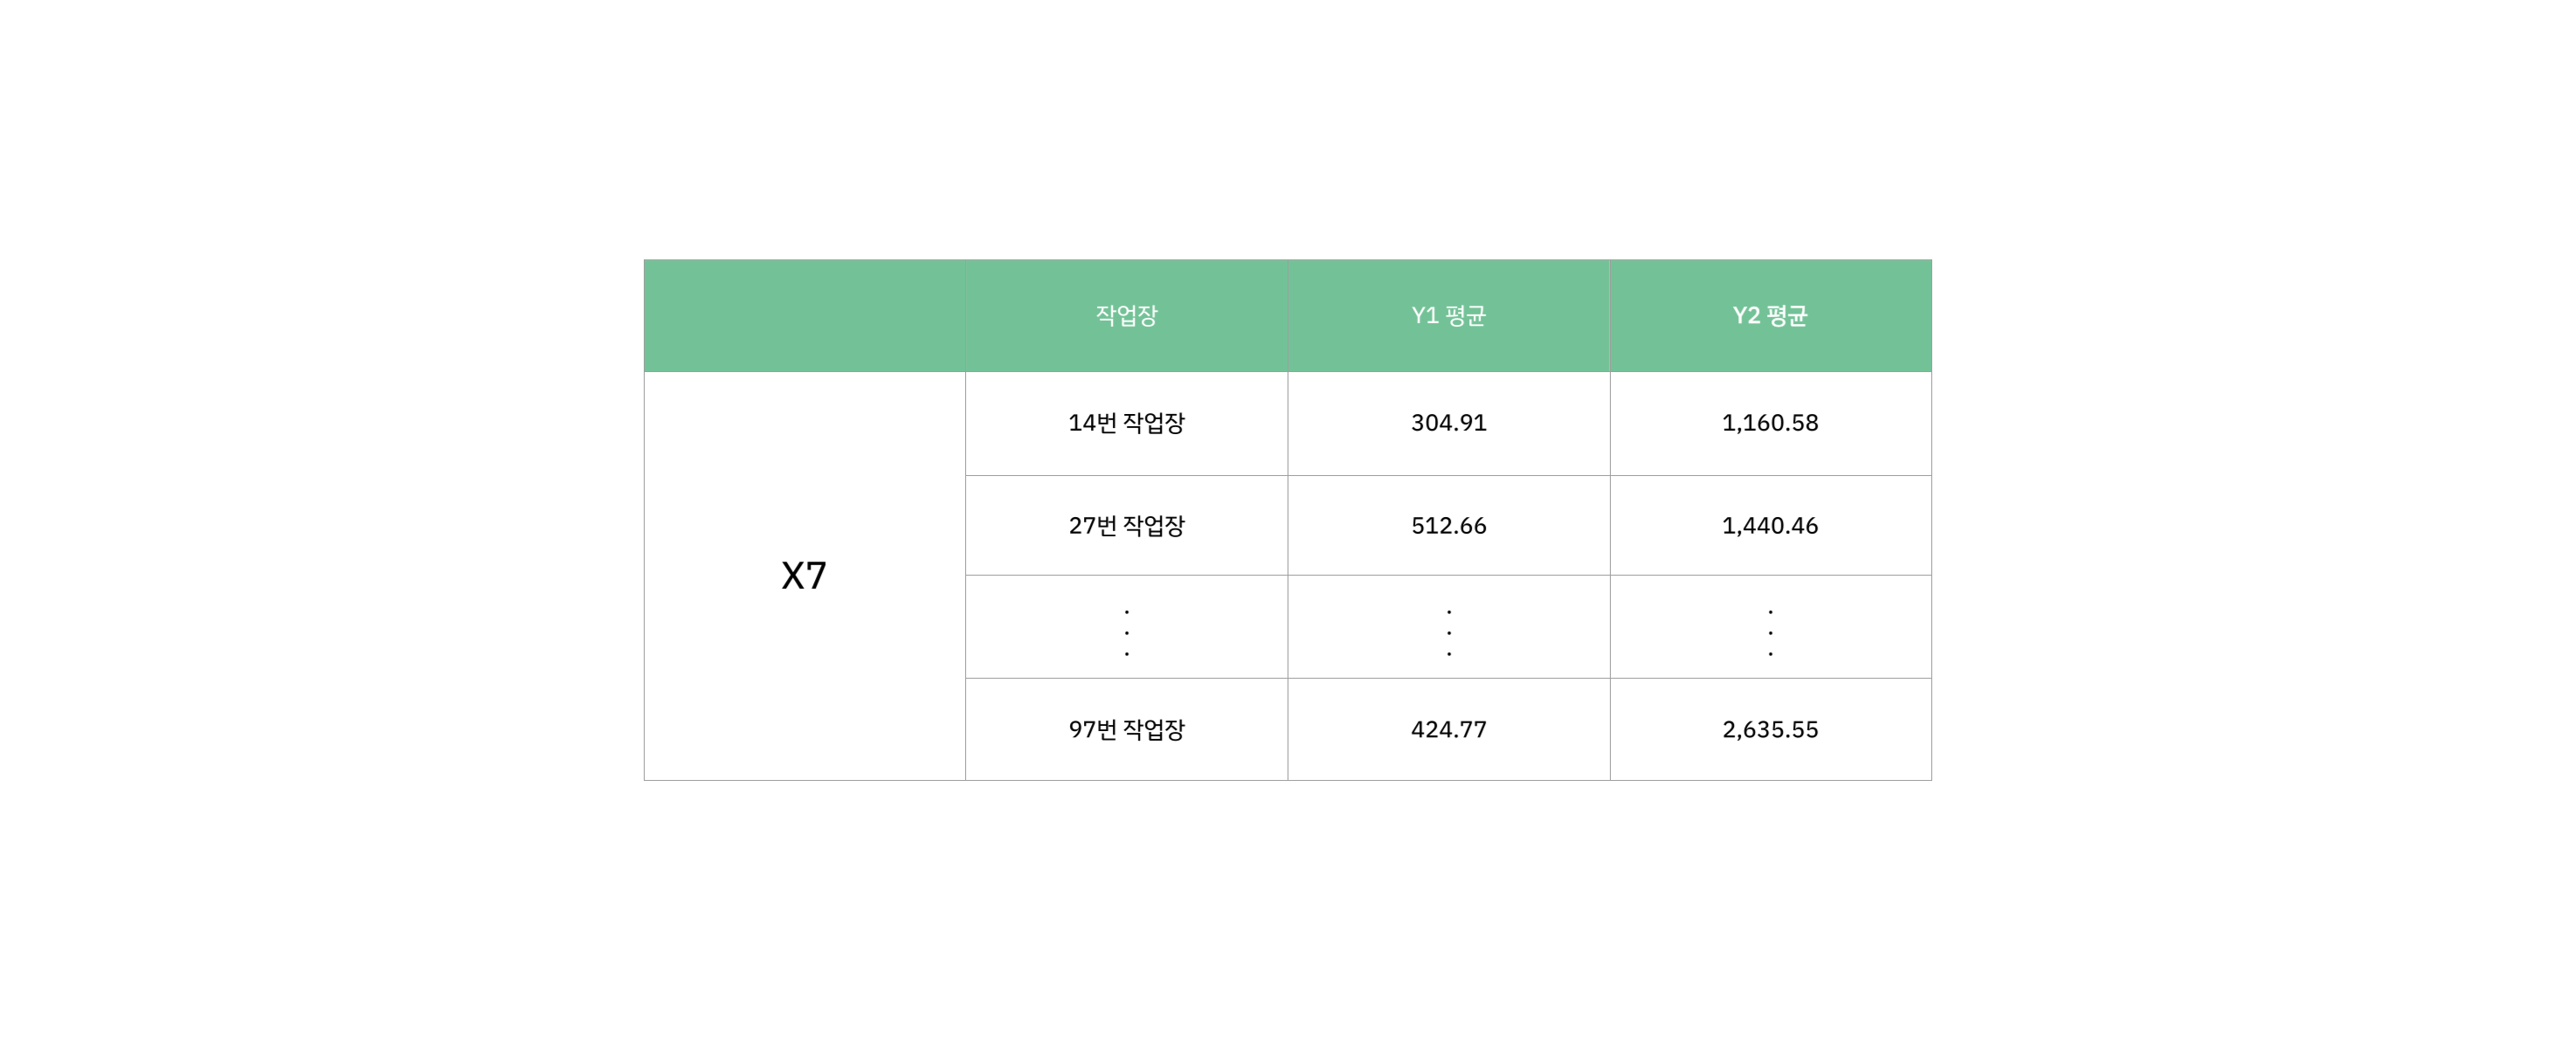 작업장 Y1 평균 Y2 평균
14번 작업장 304.91 1,160.58
27번 작업장 512.66 1,440.46
X7
. . .
. . .
. . .
97번 작업장 424.77 2,635.55